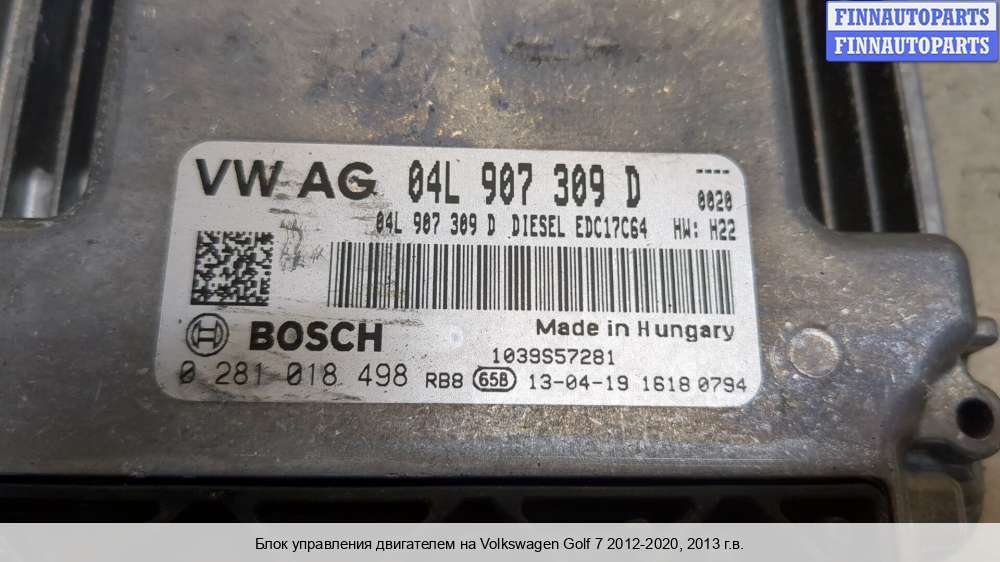 FINNAUTOPARTS
FINNAUTOPARTS
VW AG 04L 907 309 D ----
0020
04L 907 309 D DIESEL EDC17C64 HW: H22
BOSCH Made in Hungary
1039S57281
0 281 018 498 RB8 658 13-04-19 1618 0794
Блок управления двигателем на Volkswagen Golf 7 2012-2020, 2013 г.в.